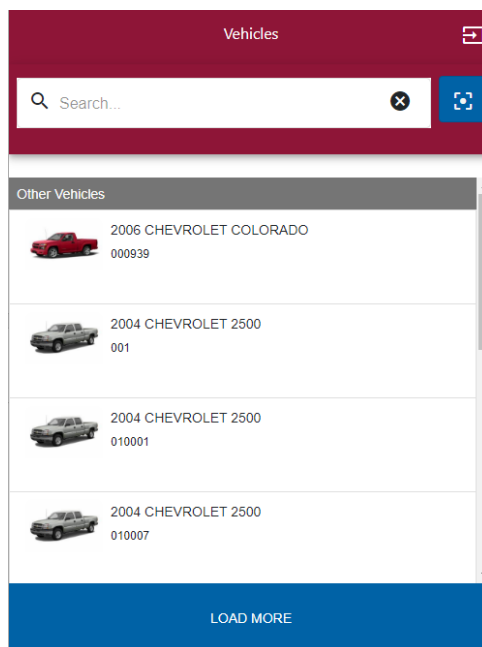 Vehicles
Search...
Other Vehicles
2006 CHEVROLET COLORADO
000939
2004 CHEVROLET 2500
001
2004 CHEVROLET 2500
010001
2004 CHEVROLET 2500
010007
LOAD MORE